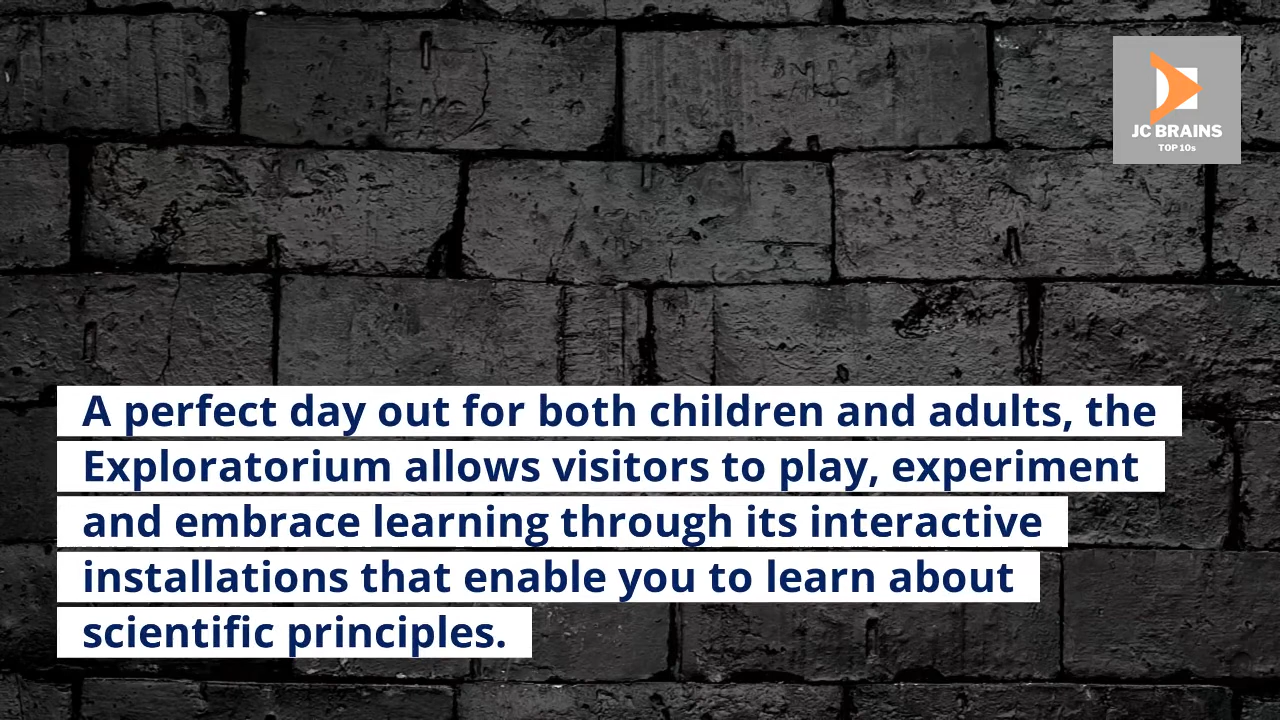 JC BRAINS
TOP 10s
A perfect day out for both children and adults, the
Exploratorium allows visitors to play, experiment
and embrace learning through its interactive
installations that enable you to learn about
scientific principles.